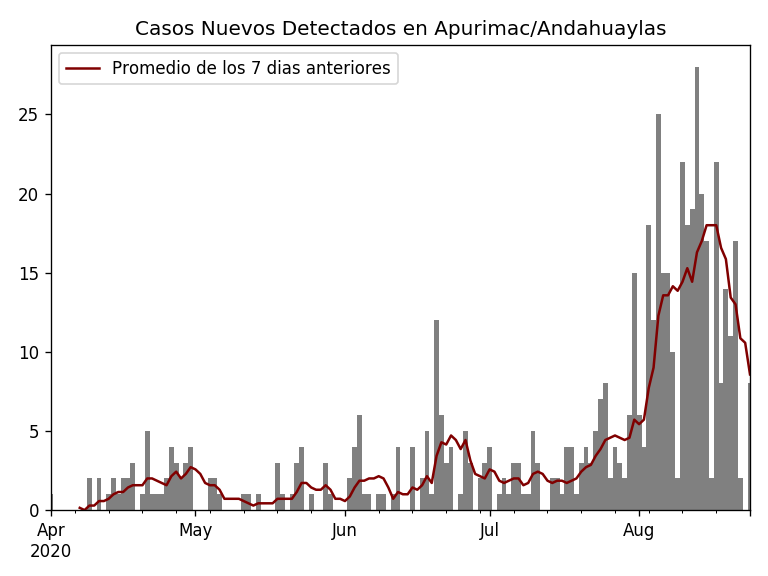 Casos Nuevos Detectados en Apurimac/Andahuaylas
Promedio de los 7 dias anteriores
25
20
15
10
5
0
Apr
2020
May
Jun
Jul
Aug